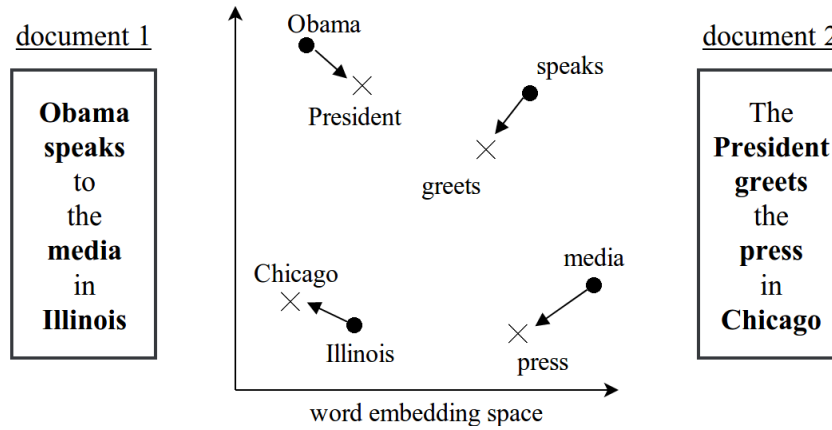 document 1
Obama
speaks
to
the
media
in
Illinois
Obama
President
speaks
greets
Chicago
Illinois
media
press
word embedding space
document 2
The
President
greets
the
press
in
Chicago